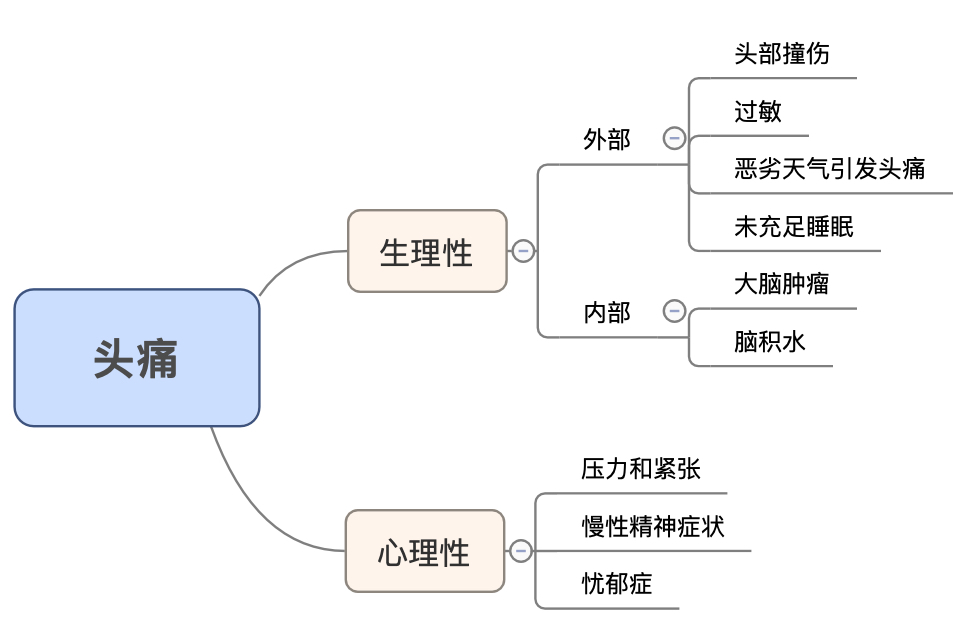 头痛
生理性
外部
头部撞伤
过敏
恶劣天气引发头痛
未充足睡眠
内部
大脑肿瘤
脑积水
心理性
压力和紧张
慢性精神症状
忧郁症